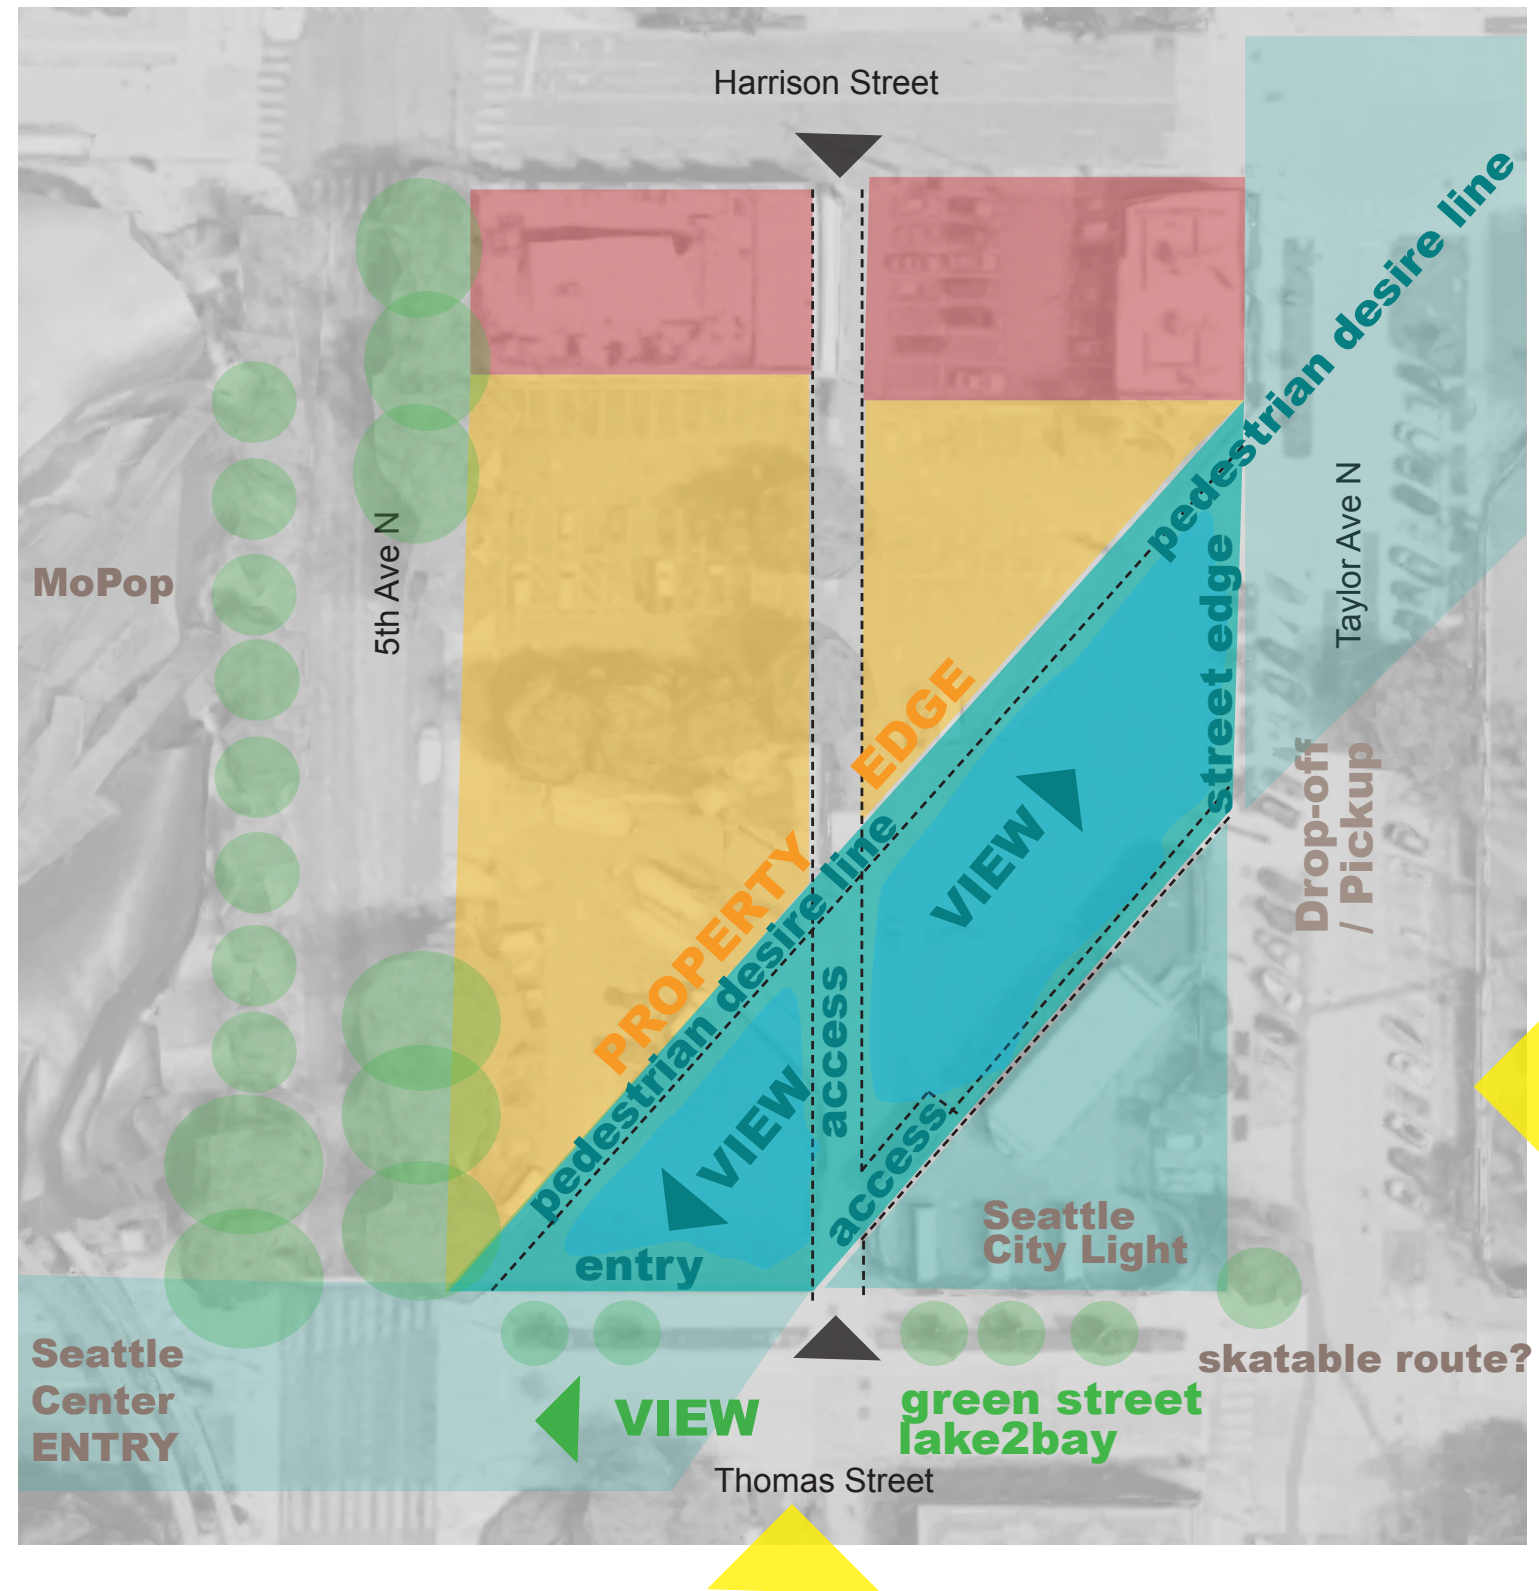 Harrison Street
pedestrian desire line
MoPop
5th Ave N
Taylor Ave N
street edge
PROPERTY EDGE
pedestrian desire line
VIEW
Drop-off
/ Pickup
access
VIEW
access
entry
Seattle
City Light
Seattle
Center
ENTRY
VIEW
green street
lake2bay
skatable route?
Thomas Street